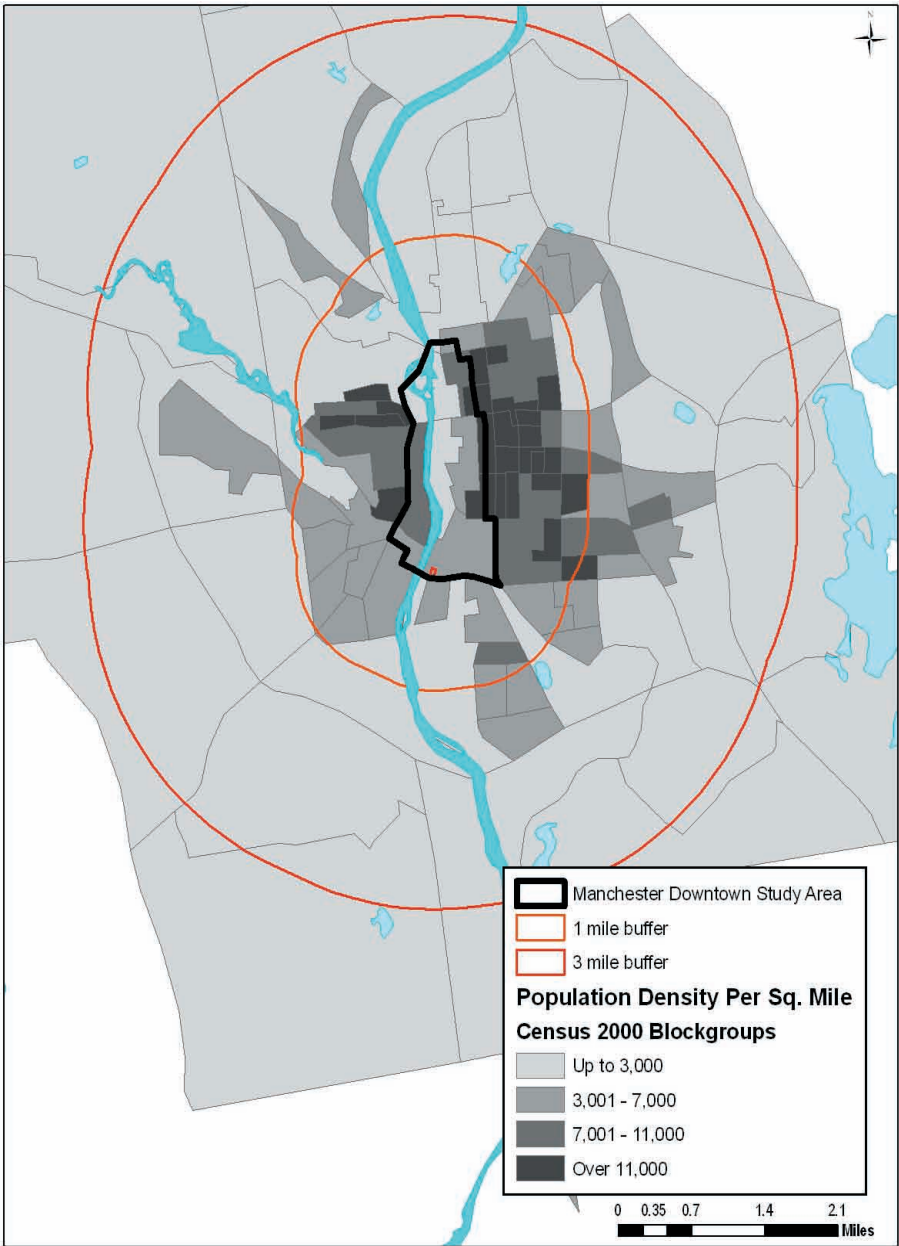 N
Manchester Downtown Study Area
1 mile buffer
3 mile buffer
Population Density Per Sq. Mile
Census 2000 Blockgroups
Up to 3,000
3,001 - 7,000
7,001 - 11,000
Over 11,000
0 0.35 0.7 1.4 2.1
Miles